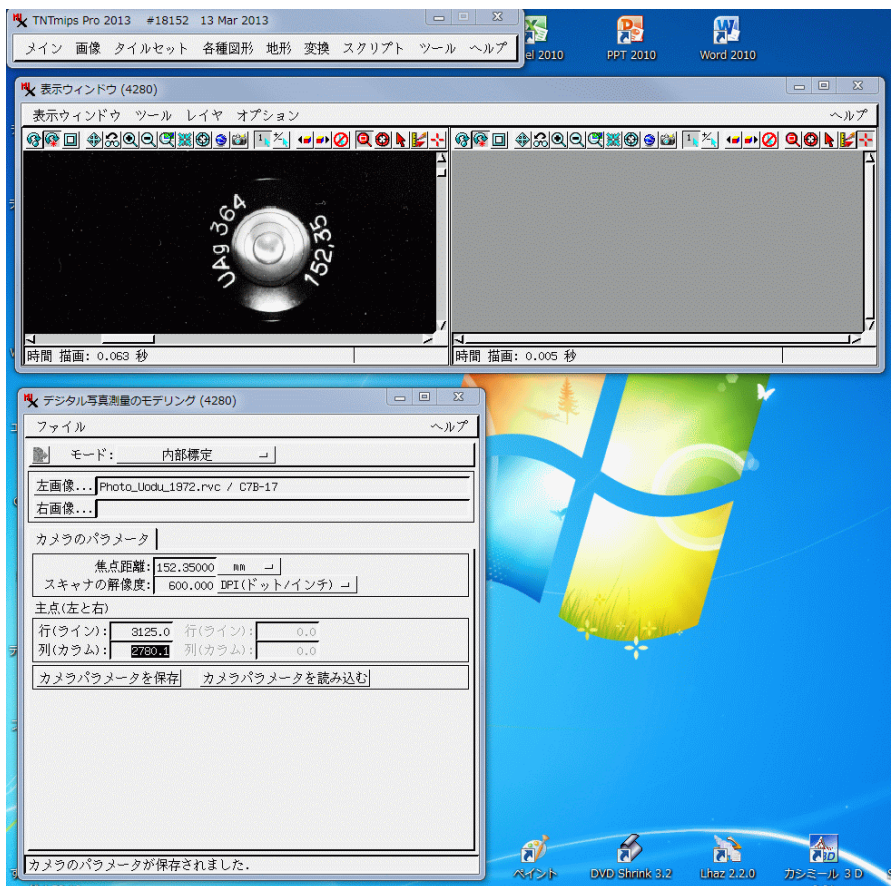 TNTmips Pro 2013 #18152 13 Mar 2013
メイン 画像 タイルセット 各種図形 地形 変換 スクリプト ツール ヘルプ
el 2010
PPT 2010
Word 2010
表示ウィンドウ (4280)
表示ウィンドウ ツール レイヤ オプション ヘルプ
UAg 364
152,35
時間 描画: 0.063 秒
時間 描画: 0.005 秒
デジタル写真測量のモデリング (4280)
ファイル ヘルプ
モード: 内部標定
左画像... Photo_Uodu_1972.rvc / C7B-17
右画像...
カメラのパラメータ
焦点距離: 152.35000 mm
スキャナの解像度: 600.000 DPI(ドット/インチ)
主点(左と右)
行(ライン): 3125.0 行(ライン): 0.0
列(カラム): 2780.1 列(カラム): 0.0
カメラパラメータを保存 カメラパラメータを読み込む
カメラのパラメータが保存されました.
ペイント
DVD Shrink 3.2
Lhaz 2.2.0
カシミール 3D